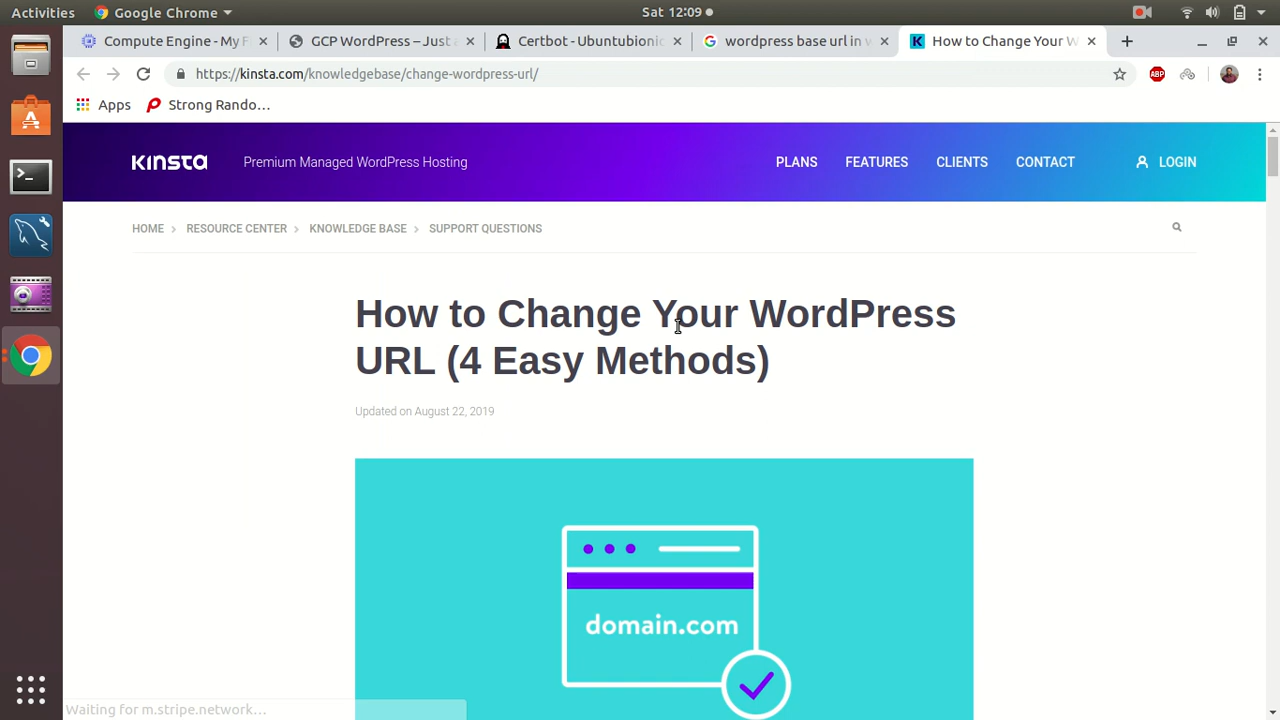 Activities Google Chrome Sat 12:09
Compute Engine - My F GCP WordPress – Just a Certbot - Ubuntubionic wordpress base url in w How to Change Your W
https://kinsta.com/knowledgebase/change-wordpress-url/ ABP
Apps Strong Rando…
KINSTA Premium Managed WordPress Hosting PLANS FEATURES CLIENTS CONTACT LOGIN
HOME RESOURCE CENTER KNOWLEDGE BASE SUPPORT QUESTIONS
How to Change Your WordPress
URL (4 Easy Methods)
Updated on August 22, 2019
domain.com
Waiting for m.stripe.network…